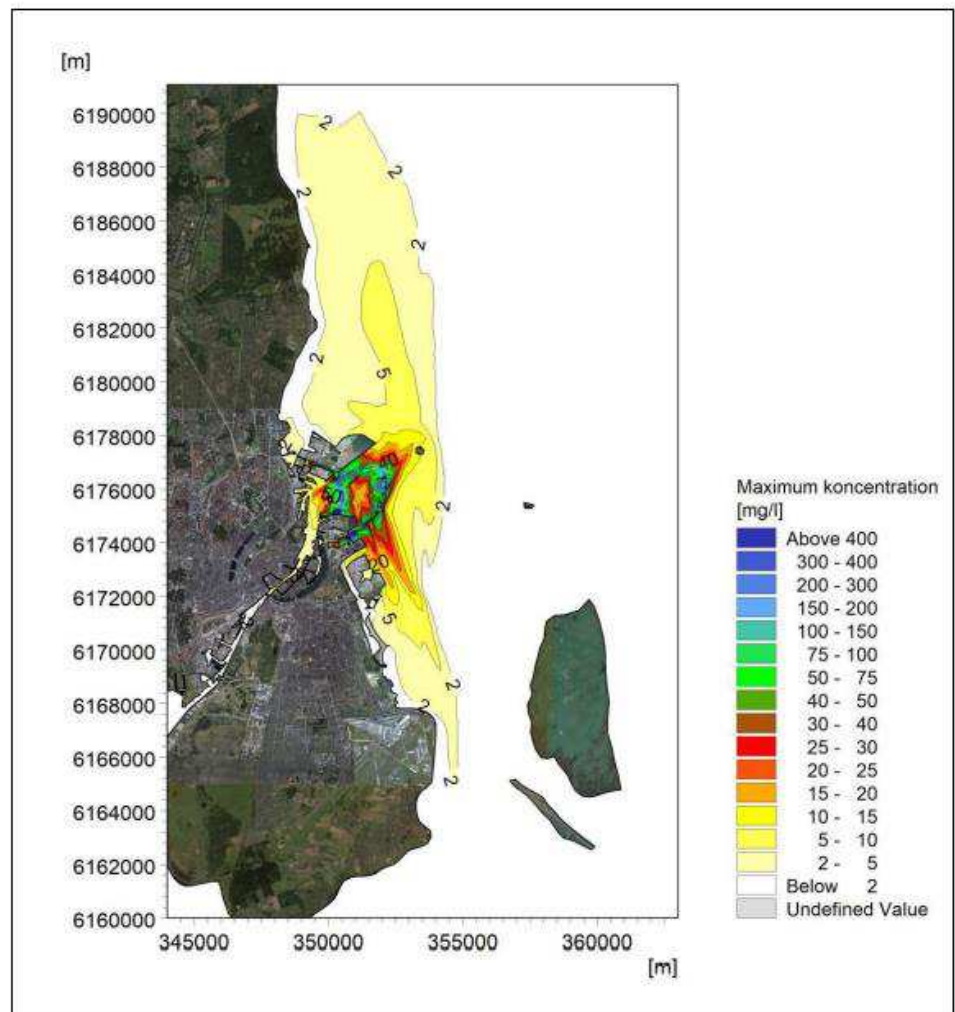 [m]
6190000
6188000
6186000
6184000
6182000
6180000
6178000
6176000
6174000
6172000
6170000
6168000
6166000
6164000
6162000
6160000
345000 350000 355000 360000
[m]
2
2
2
2
2
5
2
20
5
2
2
2
Maximum koncentration
[mg/l]
Above 400
300 - 400
200 - 300
150 - 200
100 - 150
75 - 100
50 - 75
40 - 50
30 - 40
25 - 30
20 - 25
15 - 20
10 - 15
5 - 10
2 - 5
Below 2
Undefined Value